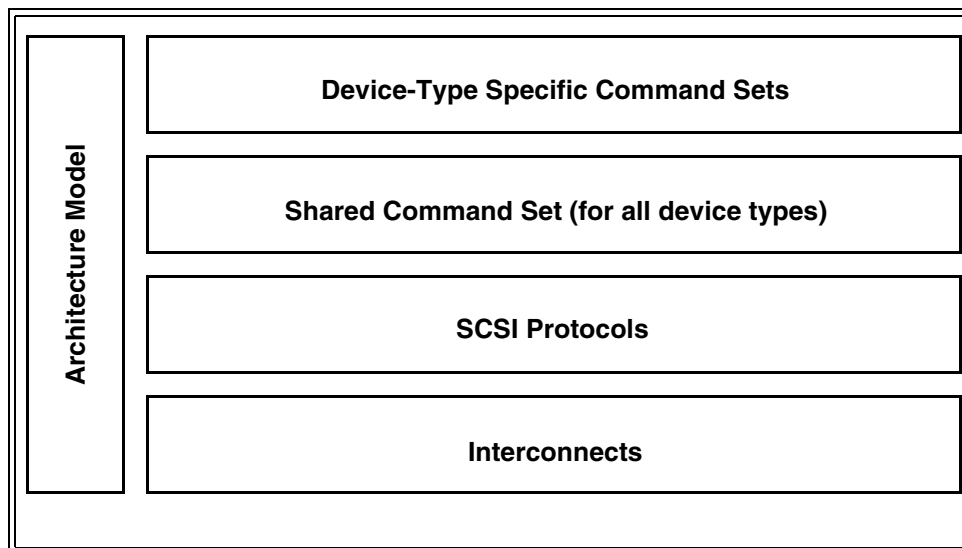 Architecture Model
Device-Type Specific Command Sets
Shared Command Set (for all device types)
SCSI Protocols
Interconnects